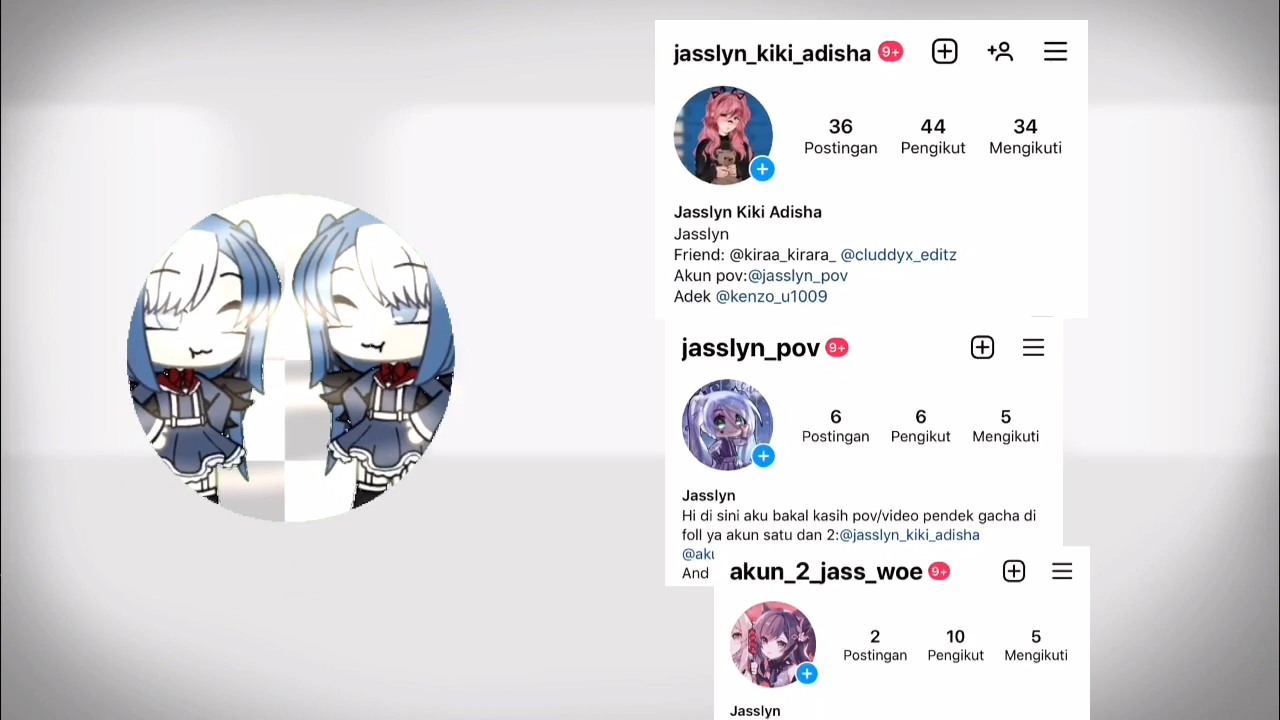 jasslyn_kiki_adisha 9+
36 44 34
Postingan Pengikut Mengikuti
Jasslyn Kiki Adisha
Jasslyn
Friend: @kiraa_kirara_ @cluddyx_editz
Akun pov:@jasslyn_pov
Adek @kenzo_u1009
jasslyn_pov 9+
6 6 5
Postingan Pengikut Mengikuti
Jasslyn
Hi di sini aku bakal kasih pov/video pendek gacha di
foll ya akun satu dan 2:@jasslyn_kiki_adisha
And
akun_2_jass_woe 9+
2 10 5
Postingan Pengikut Mengikuti
Jasslyn